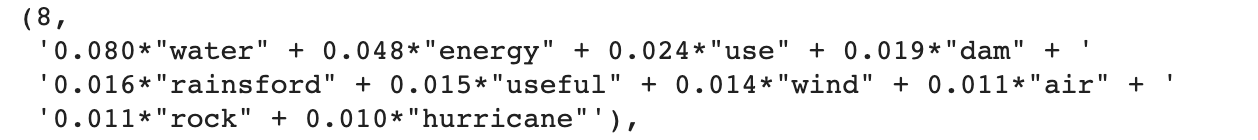 (8,
'0.080*"water" + 0.048*"energy" + 0.024*"use" + 0.019*"dam" + '
'0.016*"rainsford" + 0.015*"useful" + 0.014*"wind" + 0.011*"air" + '
'0.011*"rock" + 0.010*"hurricane"'),